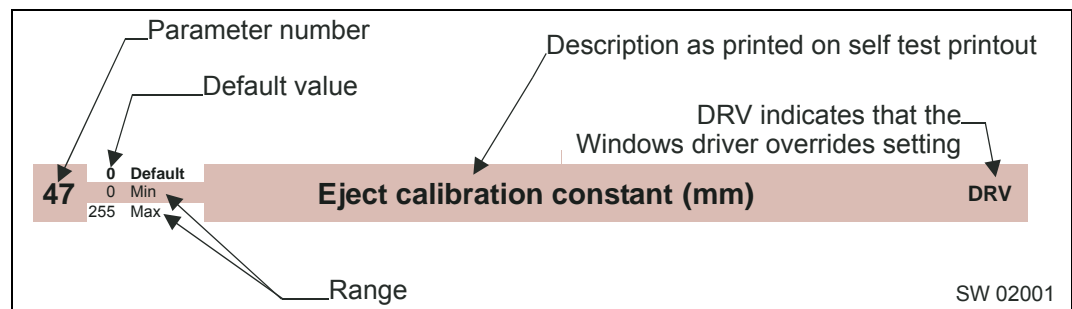 Parameter number
Description as printed on self test printout
Default value
DRV indicates that the
Windows driver overrides setting
47
0 Default
0 Min
255 Max
Eject calibration constant (mm)
DRV
Range
SW 02001